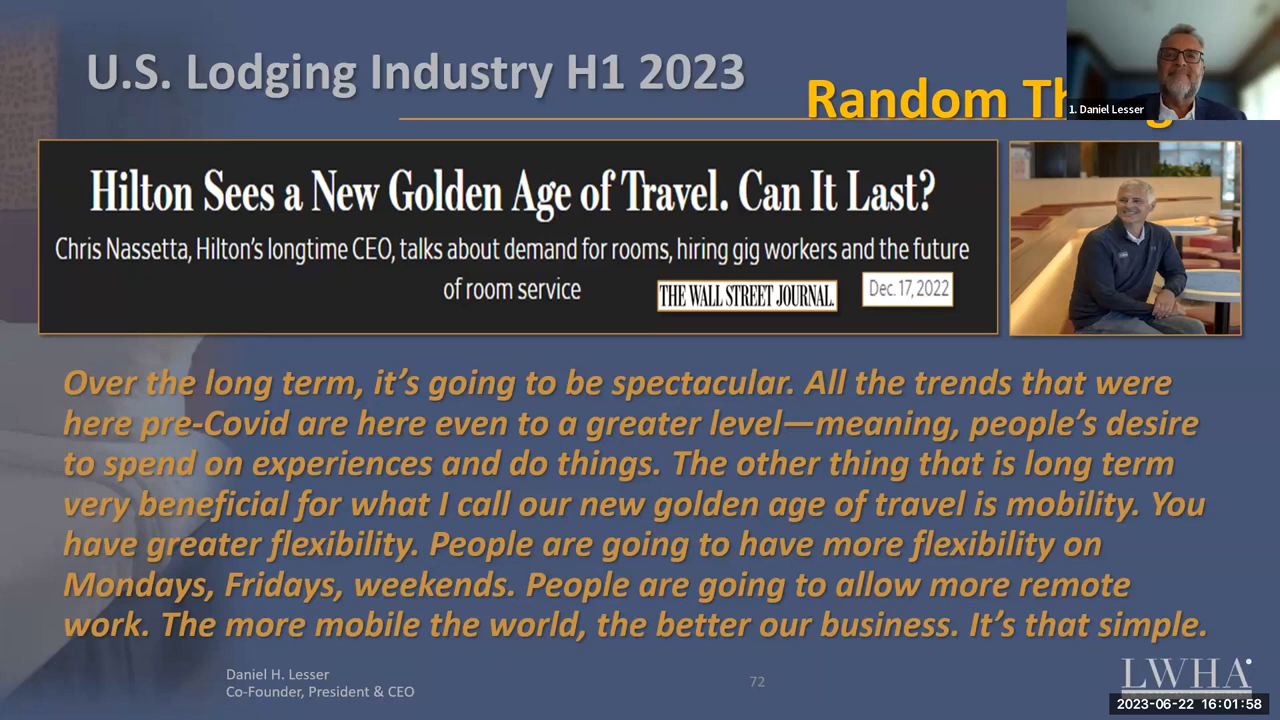 U.S. Lodging Industry H1 2023
Random
1. Daniel Lesser
Hilton Sees a New Golden Age of Travel. Can It Last?
Chris Nassetta, Hilton's longtime CEO, talks about demand for rooms, hiring gig workers and the future
of room service
THE WALL STREET JOURNAL.
Dec. 17, 2022
Over the long term, it's going to be spectacular. All the trends that were
here pre-Covid are here even to a greater level—meaning, people's desire
to spend on experiences and do things. The other thing that is long term
very beneficial for what I call our new golden age of travel is mobility. You
have greater flexibility. People are going to have more flexibility on
Mondays, Fridays, weekends. People are going to allow more remote
work. The more mobile the world, the better our business. It's that simple.
Daniel H. Lesser
Co-Founder, President & CEO
72
LWHA
2023-06-22 16:01:58